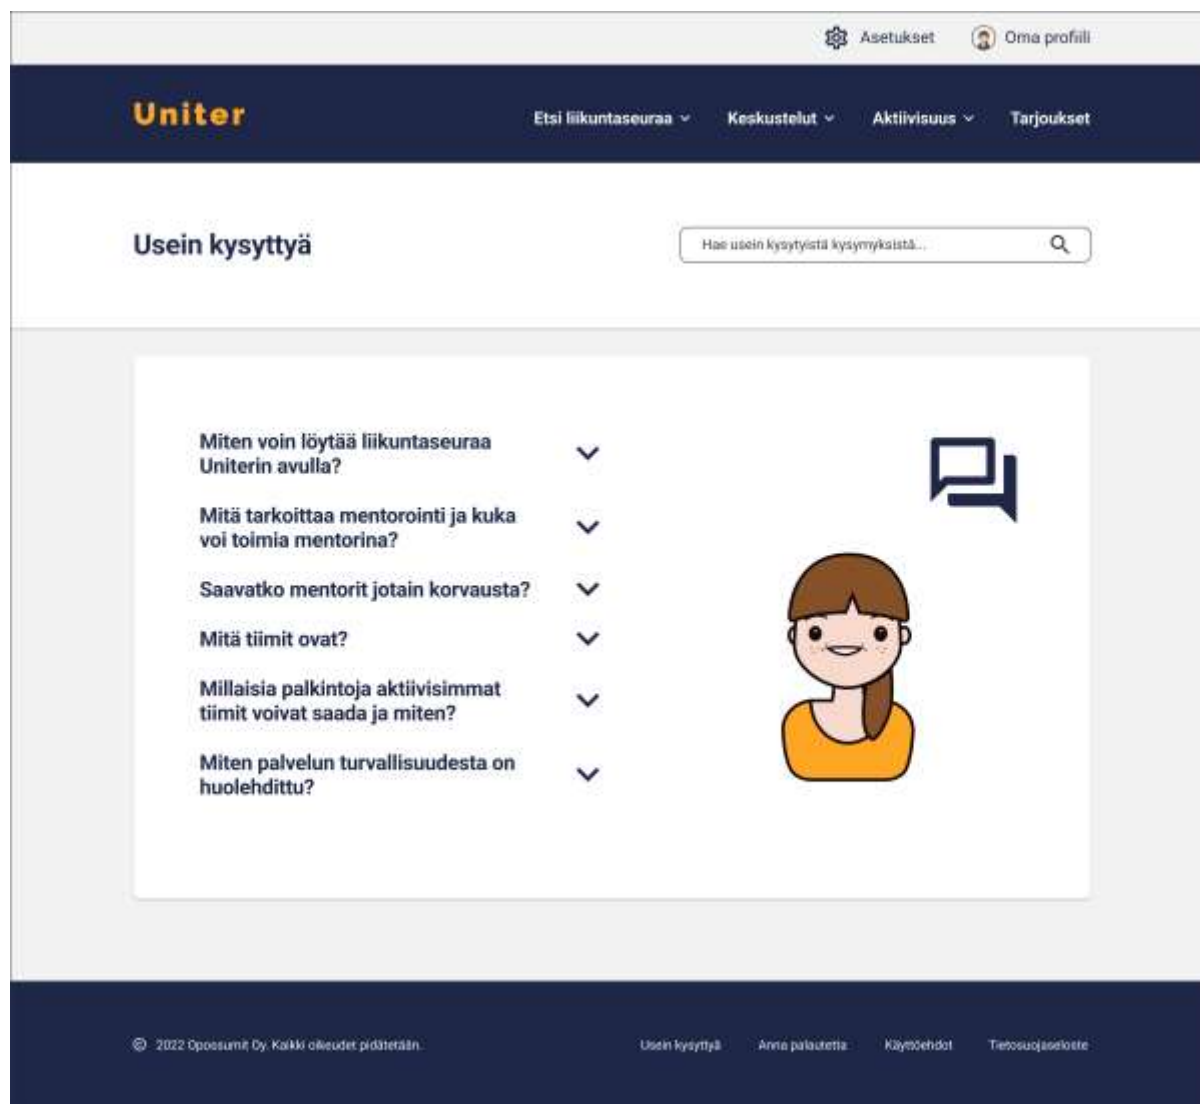 Asetukset
Oma profiili
Uniter
Etsi liikuntaseuraa
Keskustelut
Aktiivisuus
Tarjoukset
Usein kysyttyä
Hae usein kysytyistä kysymyksistä...
Miten voin löytää liikuntaseuraa
Uniterin avulla?
Mitä tarkoittaa mentorointi ja kuka
voi toimia mentorina?
Saavatko mentorit jotain korvausta?
Mitä tiimit ovat?
Millaisia palkintoja aktiivisimmat
tiimit voivat saada ja miten?
Miten palvelun turvallisuudesta on
huolehdittu?
© 2022 Opossumit Oy. Kaikki oikeudet pidätetään.
Usein kysyttyä
Anna palautetta
Käyttöehdot
Tietosuojaseloste